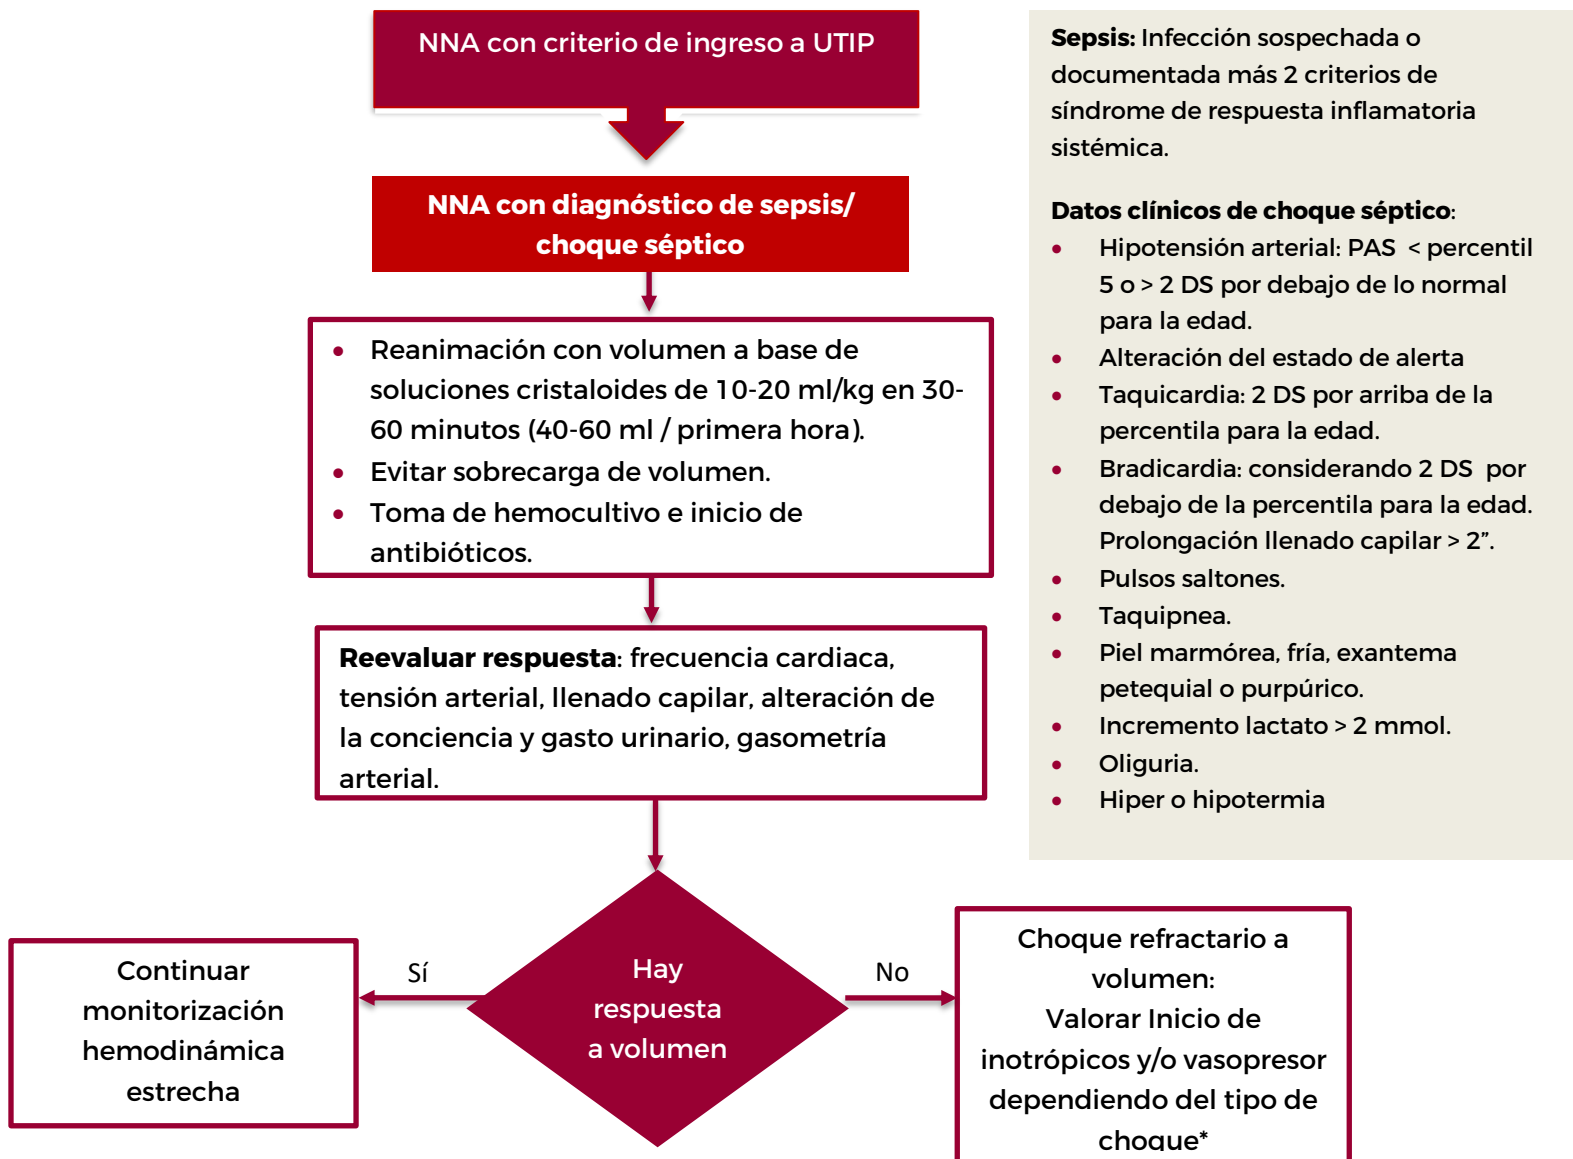 NNA con criterio de ingreso a UTIP
NNA con diagnóstico de sepsis/
choque séptico
• Reanimación con volumen a base de
soluciones cristaloides de 10-20 ml/kg en 30-
60 minutos (40-60 ml / primera hora).
• Evitar sobrecarga de volumen.
• Toma de hemocultivo e inicio de
antibióticos.
Reevaluar respuesta: frecuencia cardiaca,
tensión arterial, llenado capilar, alteración de
la conciencia y gasto urinario, gasometría
arterial.
Hay
respuesta
a volumen
Sí
Continuar
monitorización
hemodinámica
estrecha
No
Choque refractario a
volumen:
Valorar Inicio de
inotrópicos y/o vasopresor
dependiendo del tipo de
choque*
Sepsis: Infección sospechada o
documentada más 2 criterios de
síndrome de respuesta inflamatoria
sistémica.
Datos clínicos de choque séptico:
• Hipotensión arterial: PAS < percentil
5 o > 2 DS por debajo de lo normal
para la edad.
• Alteración del estado de alerta
• Taquicardia: 2 DS por arriba de la
percentila para la edad.
• Bradicardia: considerando 2 DS por
debajo de la percentila para la edad.
Prolongación llenado capilar > 2”.
• Pulsos saltones.
• Taquipnea.
• Piel marmórea, fría, exantema
petequial o purpúrico.
• Incremento lactato > 2 mmol.
• Oliguria.
• Hiper o hipotermia